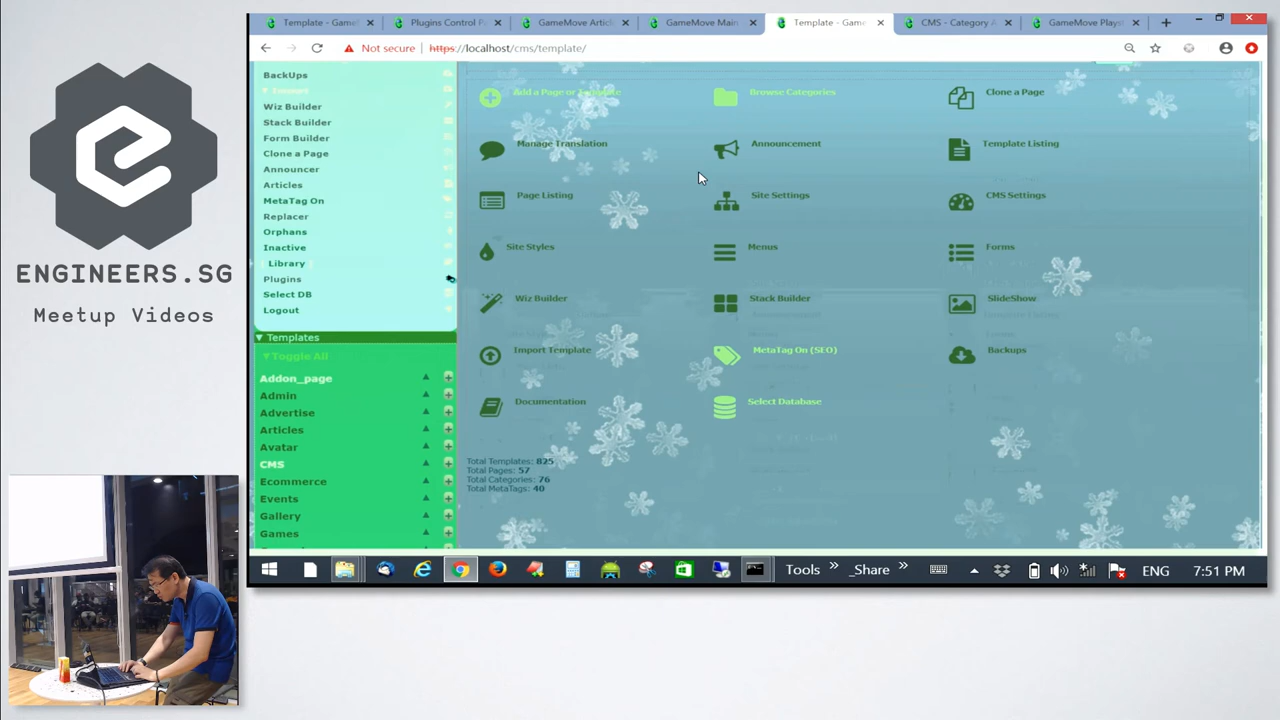 Template - Game
Plugins Control Pa
GameMove Artic
GameMove Main
Template - Game
CMS - Category A
GameMove Plays
Not secure | https://localhost/cms/template/
BackUps
Wiz Builder
Stack Builder
Form Builder
Clone a Page
Announcer
Articles
MetaTag On
Replacer
Orphans
Inactive
Library
Plugins
Select DB
Logout
Templates
Toggle All
Addon_page
Admin
Advertise
Articles
Avatar
CMS
Ecommerce
Events
Gallery
Games
Add a Page or Template
Browse Categories
Clone a Page
Manage Translation
Announcement
Template Listing
Page Listing
Site Settings
CMS Settings
Site Styles
Menus
Forms
Wiz Builder
Stack Builder
SlideShow
Import Template
MetaTag On (SEO)
Backups
Documentation
Select Database
Total Templates: 825
Total Pages: 57
Total Categories: 76
Total MetaTags: 40
Tools
_Share
ENG
7:51 PM
ENGINEERS.SG
Meetup Videos